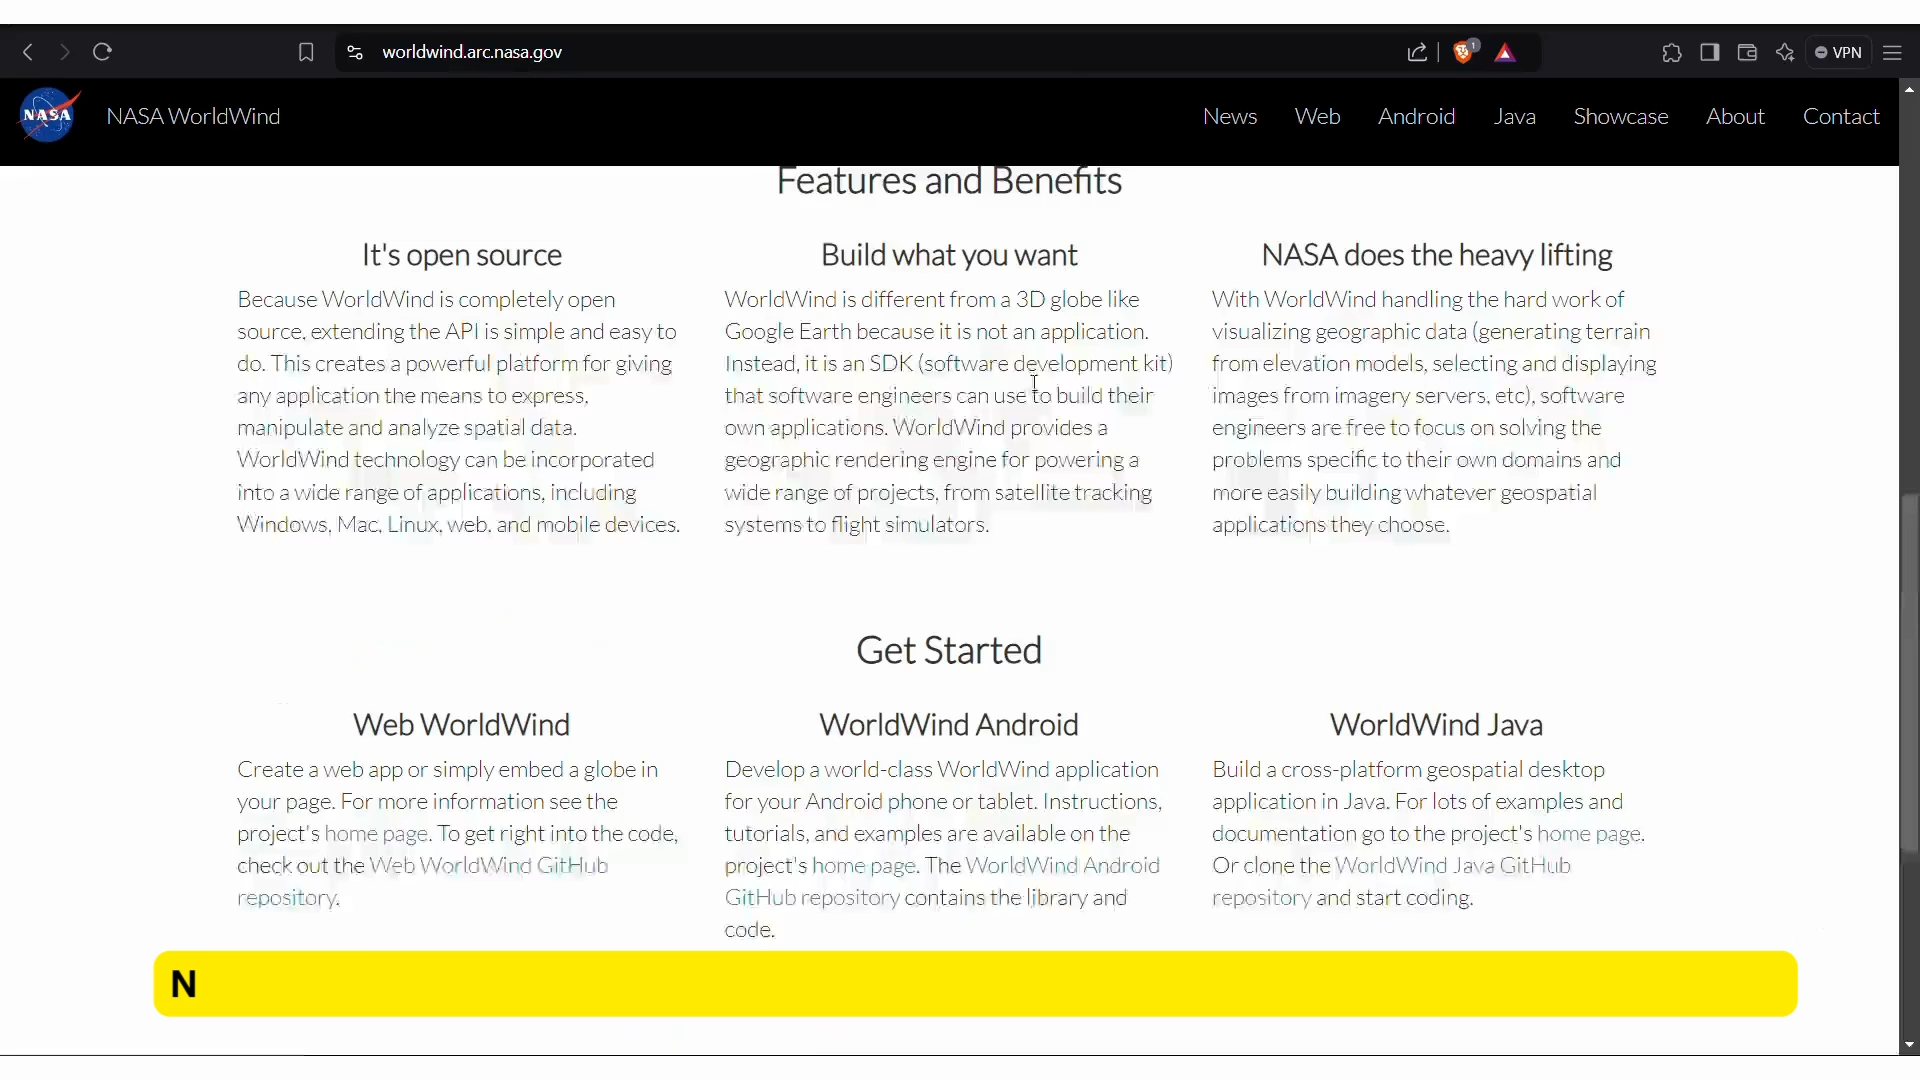 worldwind.arc.nasa.gov
1
VPN
NASA
NASA WorldWind
News Web Android Java Showcase About Contact
Features and Benefits
It's open source
Because WorldWind is completely open
source, extending the API is simple and easy to
do. This creates a powerful platform for giving
any application the means to express,
manipulate and analyze spatial data.
WorldWind technology can be incorporated
into a wide range of applications, including
Windows, Mac, Linux, web, and mobile devices.
Build what you want
WorldWind is different from a 3D globe like
Google Earth because it is not an application.
Instead, it is an SDK (software development kit)
that software engineers can use to build their
own applications. WorldWind provides a
geographic rendering engine for powering a
wide range of projects, from satellite tracking
systems to flight simulators.
NASA does the heavy lifting
With WorldWind handling the hard work of
visualizing geographic data (generating terrain
from elevation models, selecting and displaying
images from imagery servers, etc), software
engineers are free to focus on solving the
problems specific to their own domains and
more easily building whatever geospatial
applications they choose.
Get Started
Web WorldWind
Create a web app or simply embed a globe in
your page. For more information see the
project's home page. To get right into the code,
check out the Web WorldWind GitHub
repository.
WorldWind Android
Develop a world-class WorldWind application
for your Android phone or tablet. Instructions,
tutorials, and examples are available on the
project's home page. The WorldWind Android
GitHub repository contains the library and
code.
WorldWind Java
Build a cross-platform geospatial desktop
application in Java. For lots of examples and
documentation go to the project's home page.
Or clone the WorldWind Java GitHub
repository and start coding.
N